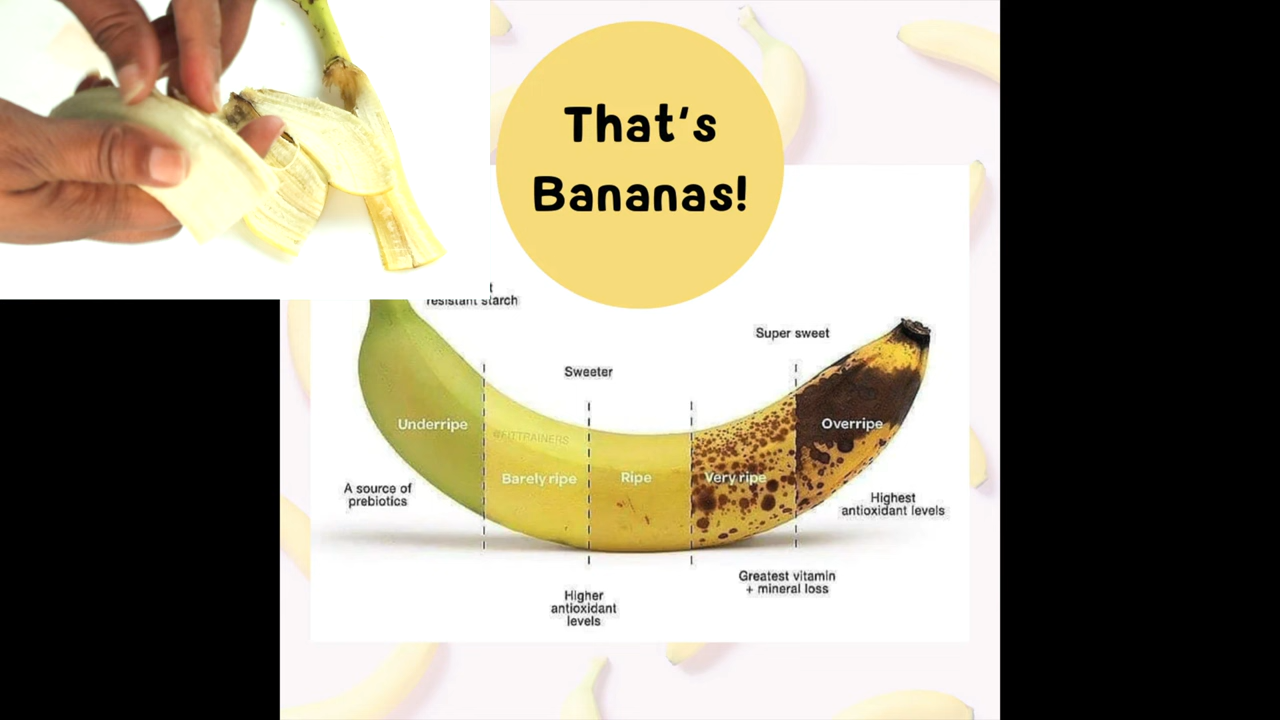 That's
Bananas!
t
resistant starch
Super sweet
Sweeter
Underripe
Overripe
@FITTRAINERS
Barely ripe
Ripe
Very ripe
A source of
prebiotics
Highest
antioxidant levels
Greatest vitamin
+ mineral loss
Higher
antioxidant
levels